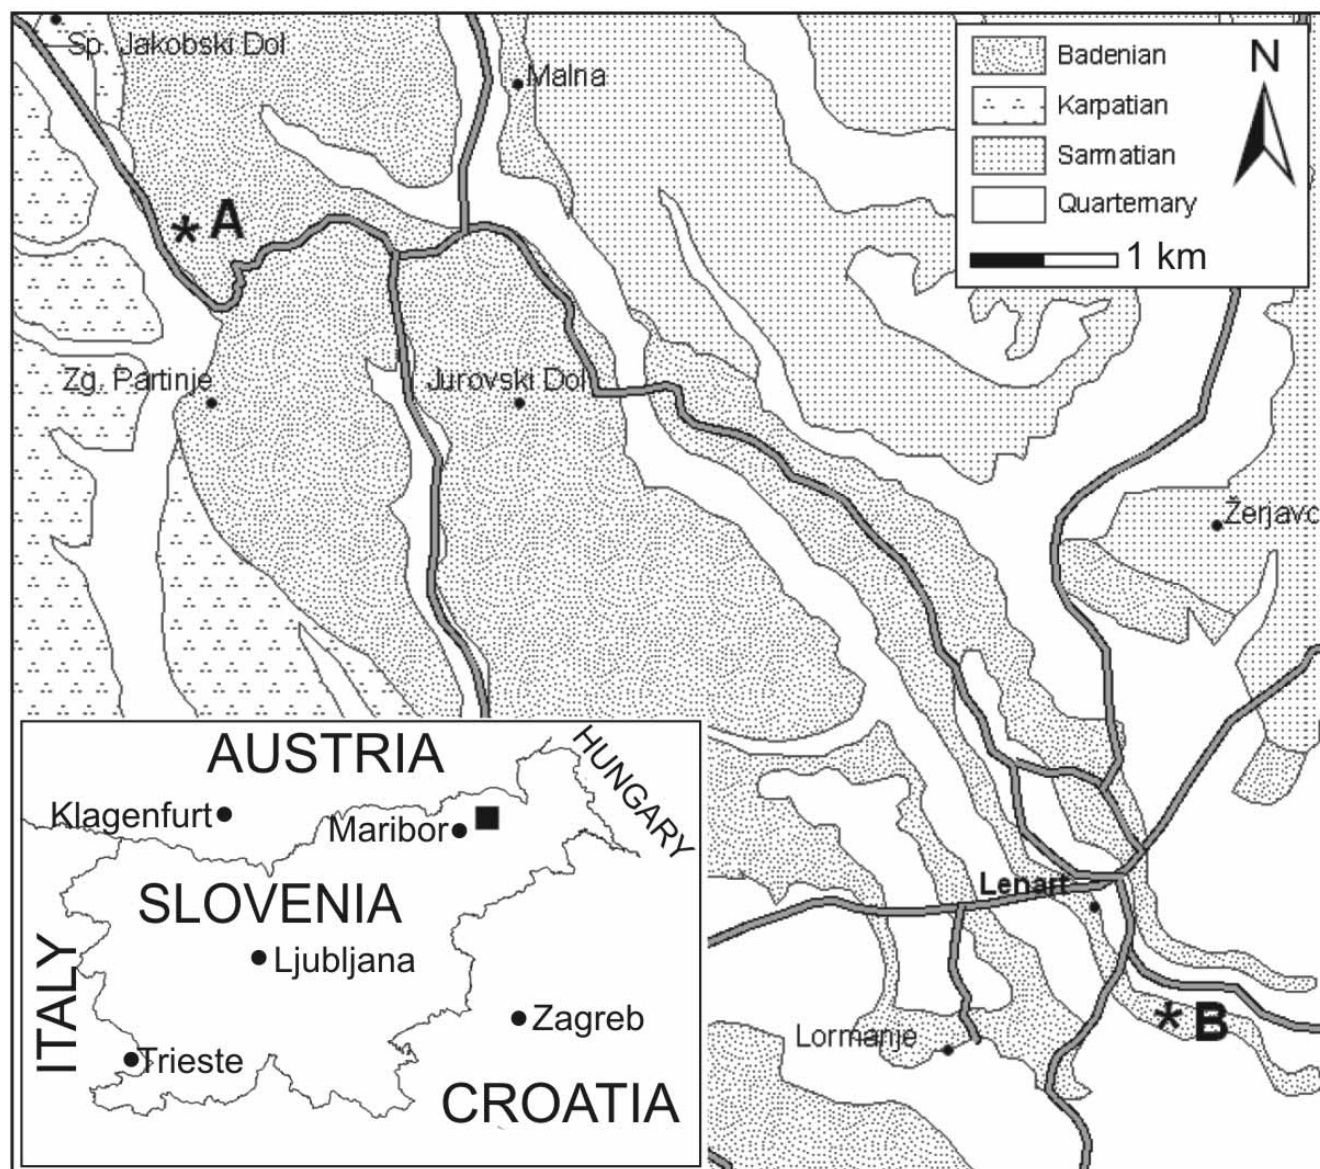 Sp. Jakobski Dol
Malna
Badenian
Karpatian
Sarmatian
Quarternary
N
1 km
* A
Zg. Partinje
Jurovski Dol
Žerjavc
AUSTRIA
HUNGARY
Klagenfurt
Maribor
SLOVENIA
Ljubljana
ITALY
Zagreb
Trieste
CROATIA
Lenart
Lormanje
* B